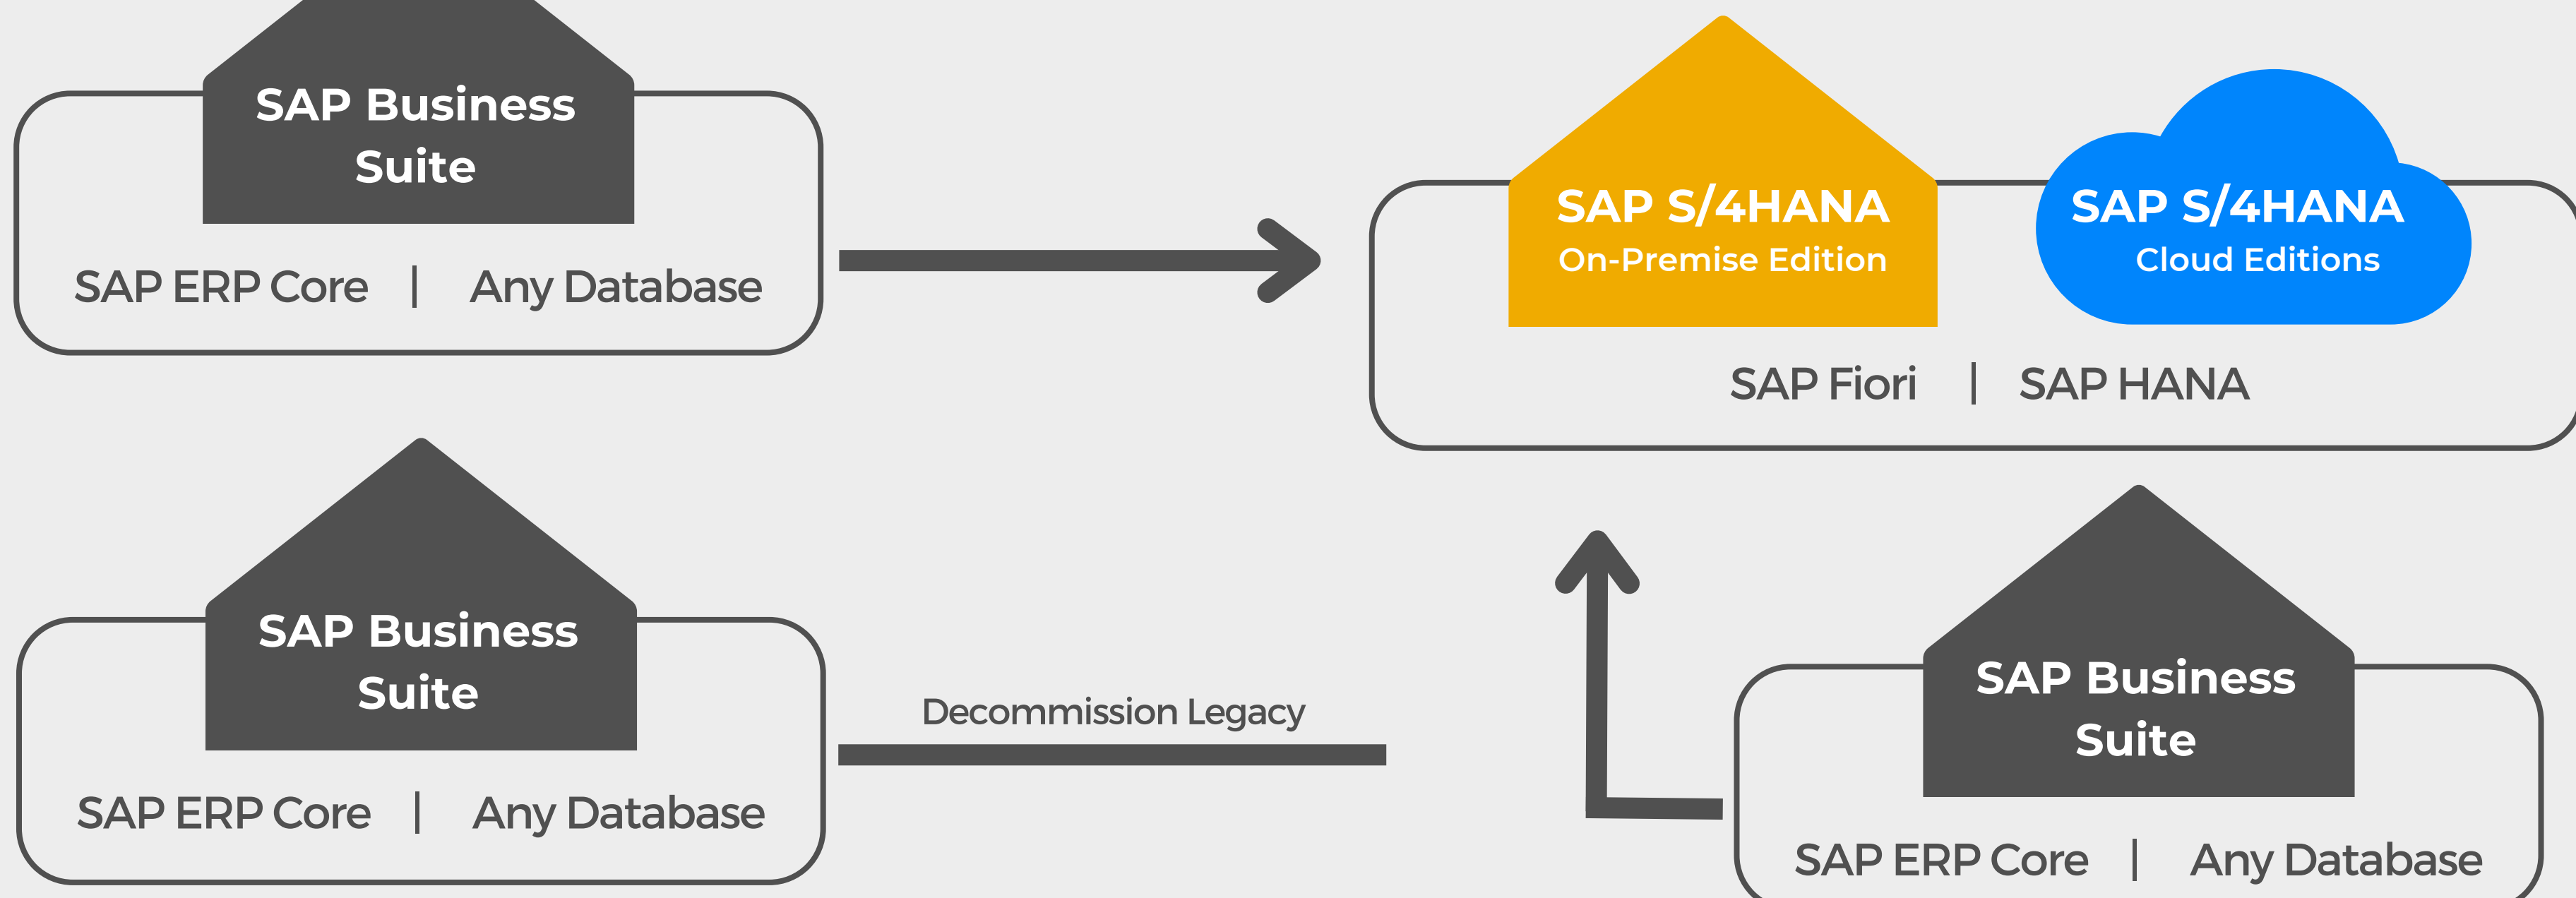 SAP Business
Suite
SAP ERP Core | Any Database
SAP S/4HANA
On-Premise Edition
SAP S/4HANA
Cloud Editions
SAP Fiori | SAP HANA
SAP Business
Suite
SAP ERP Core | Any Database
Decommission Legacy
SAP Business
Suite
SAP ERP Core | Any Database